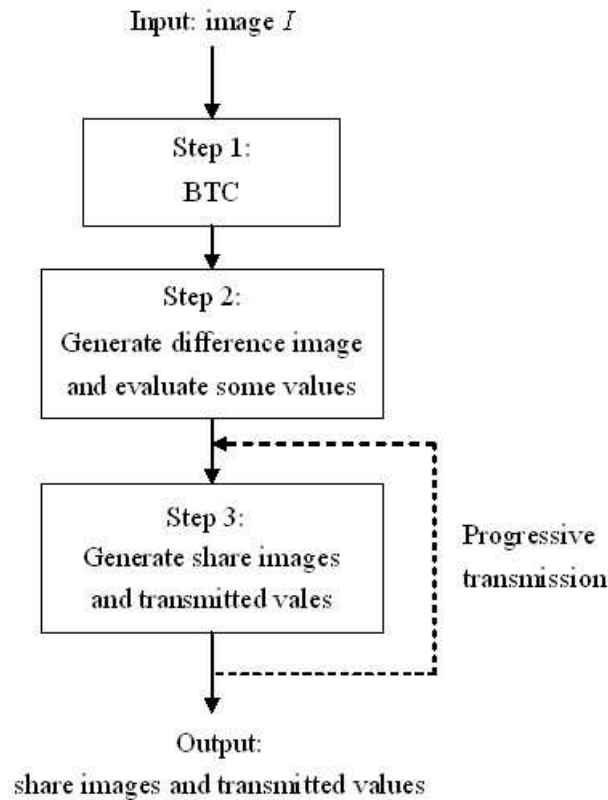 Input: image I
Step 1:
BTC
Step 2:
Generate difference image
and evaluate some values
Step 3:
Generate share images
and transmitted vales
Progressive
transmission
Output:
share images and transmitted values